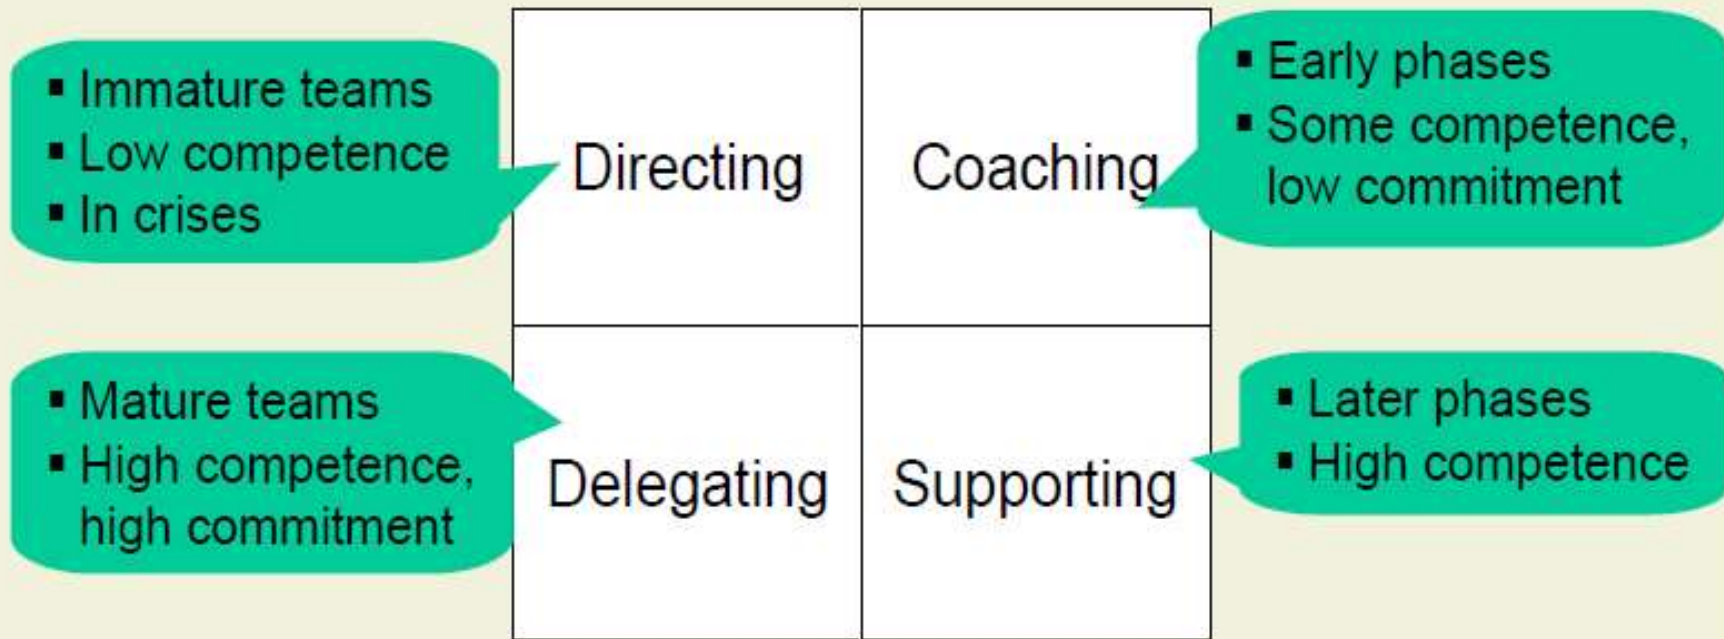 ▪ Immature teams
▪ Low competence
▪ In crises
Directing
Coaching
▪ Early phases
▪ Some competence,
low commitment
▪ Mature teams
▪ High competence,
high commitment
Delegating
Supporting
▪ Later phases
▪ High competence